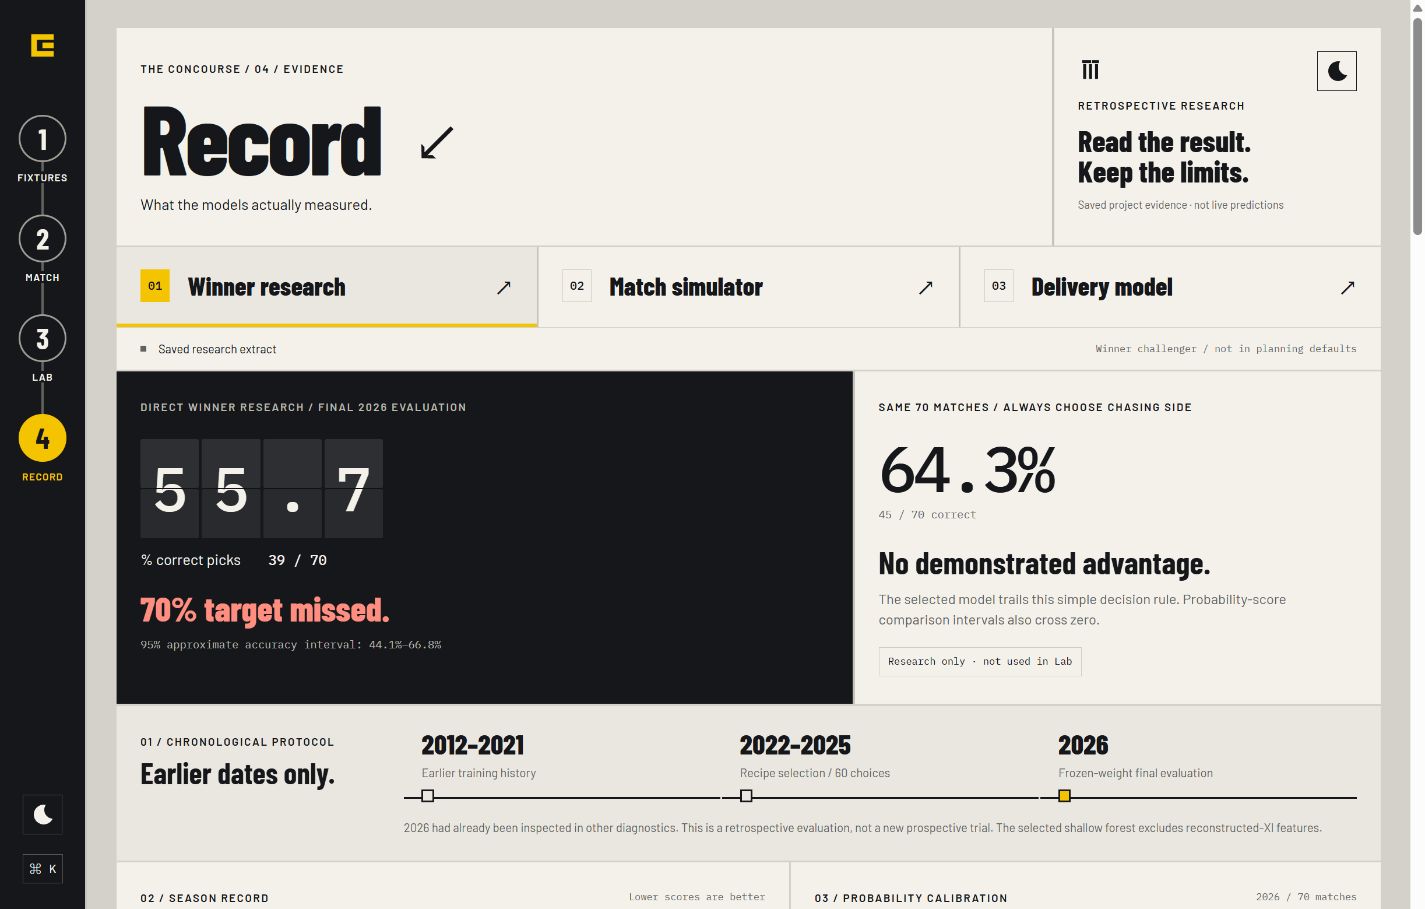 1
FIXTURES
2
MATCH
3
LAB
4
RECORD
⌘ K
THE CONCOURSE / 04 / EVIDENCE
Record
What the models actually measured.
RETROSPECTIVE RESEARCH
Read the result.
Keep the limits.
Saved project evidence · not live predictions
01 Winner research ↗
02 Match simulator ↗
03 Delivery model ↗
Saved research extract
Winner challenger / not in planning defaults
DIRECT WINNER RESEARCH / FINAL 2026 EVALUATION
55.7
% correct picks 39 / 70
70% target missed.
95% approximate accuracy interval: 44.1%–66.8%
SAME 70 MATCHES / ALWAYS CHOOSE CHASING SIDE
64.3%
45 / 70 correct
No demonstrated advantage.
The selected model trails this simple decision rule. Probability-score
comparison intervals also cross zero.
Research only · not used in Lab
01 / CHRONOLOGICAL PROTOCOL
Earlier dates only.
2012–2021
Earlier training history
2022–2025
Recipe selection / 60 choices
2026
Frozen-weight final evaluation
2026 had already been inspected in other diagnostics. This is a retrospective evaluation, not a new prospective trial. The selected shallow forest excludes reconstructed-XI features.
02 / SEASON RECORD
Lower scores are better
03 / PROBABILITY CALIBRATION
2026 / 70 matches